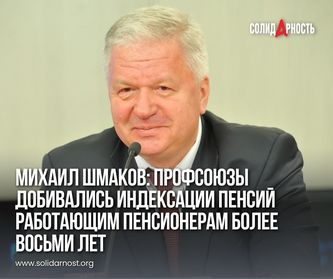 СОЛИДАРНОСТЬ
МИХАИЛ ШМАКОВ: ПРОФСОЮЗЫ
ДОБИВАЛИСЬ ИНДЕКСАЦИИ ПЕНСИЙ
РАБОТАЮЩИМ ПЕНСИОНЕРАМ БОЛЕЕ
ВОСЬМИ ЛЕТ
www.solidarnost.org